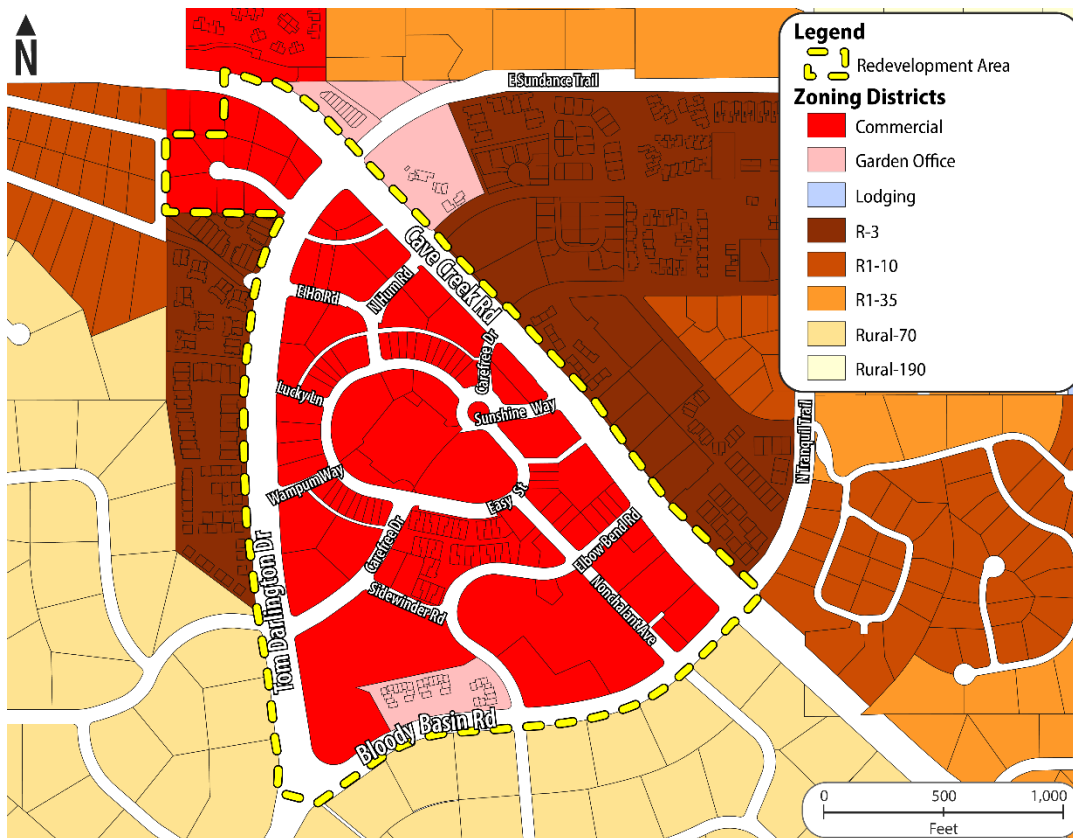 N
Legend
Redevelopment Area
Zoning Districts
Commercial
Garden Office
Lodging
R-3
R1-10
R1-35
Rural-70
Rural-190
E Sundance Trail
Cave Creek Rd
N Hum Rd
E Ho Rd
Carefree Dr
Lucky Ln
Sunshine Way
N Tranquil Trail
Wampum Way
Easy St
Carefree Dr
Elbow Bend Rd
Nonchalant Ave
Sidewinder Rd
Tom Darlington Dr
Bloody Basin Rd
0 500 1,000
Feet